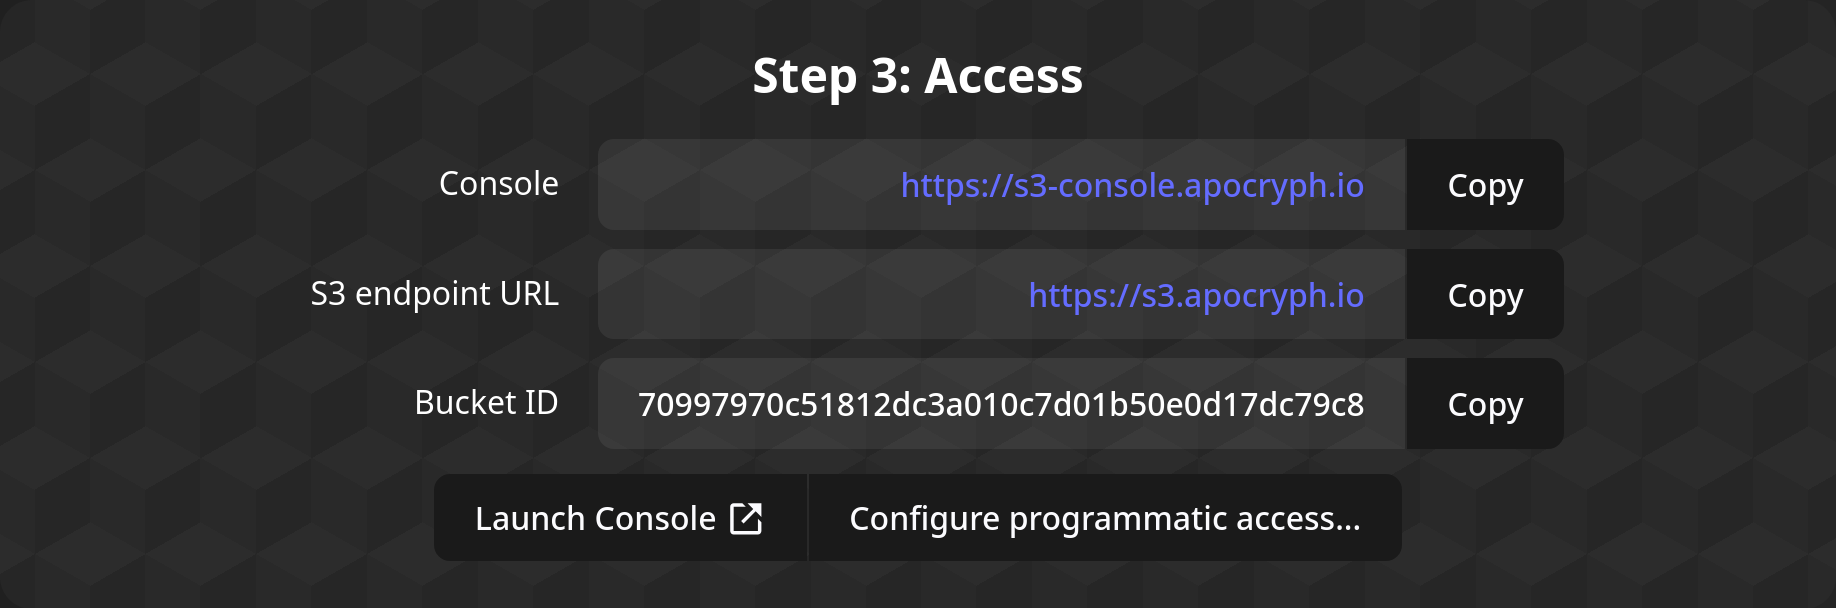 Step 3: Access
Console https://s3-console.apocryph.io Copy
S3 endpoint URL https://s3.apocryph.io Copy
Bucket ID 70997970c51812dc3a010c7d01b50e0d17dc79c8 Copy
Launch Console Configure programmatic access...